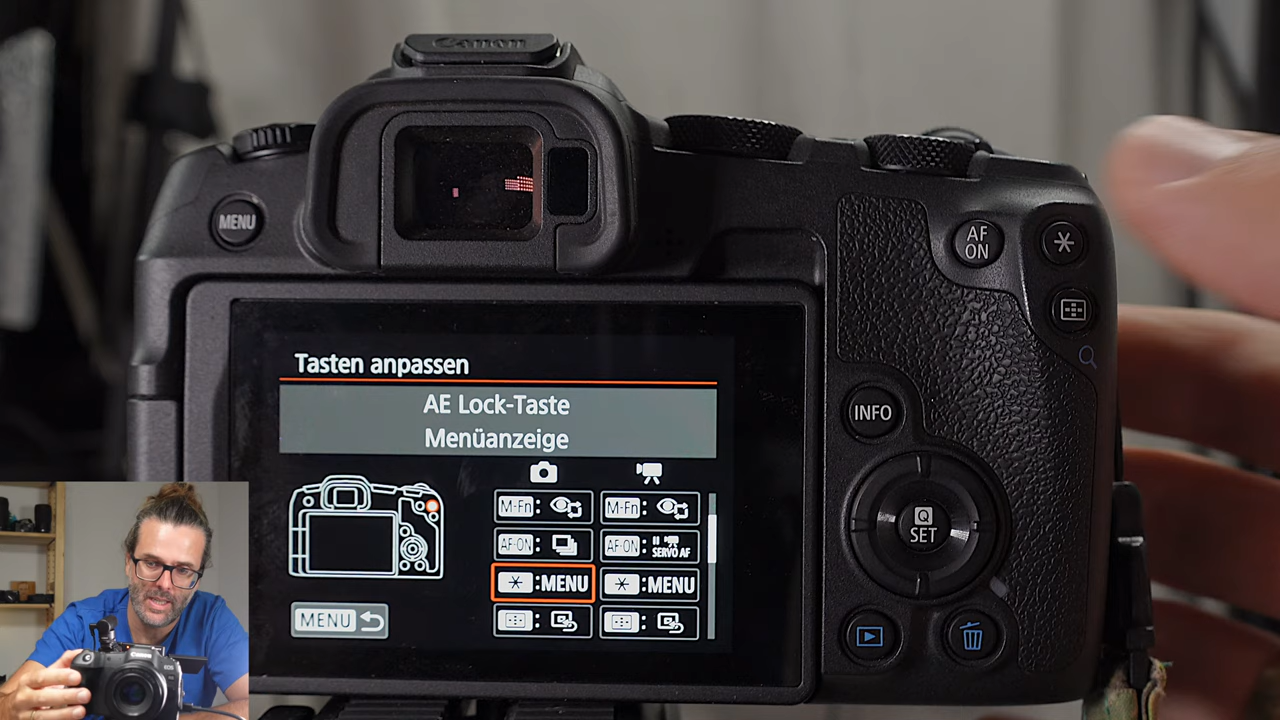 Canon
MENU
AF
ON
Tasten anpassen
AE Lock-Taste
Menüanzeige
M-Fn:
M-Fn:
AF-ON:
AF-ON:
SERVO AF
INFO
:MENU
:MENU
MENU
Q
SET
Canon